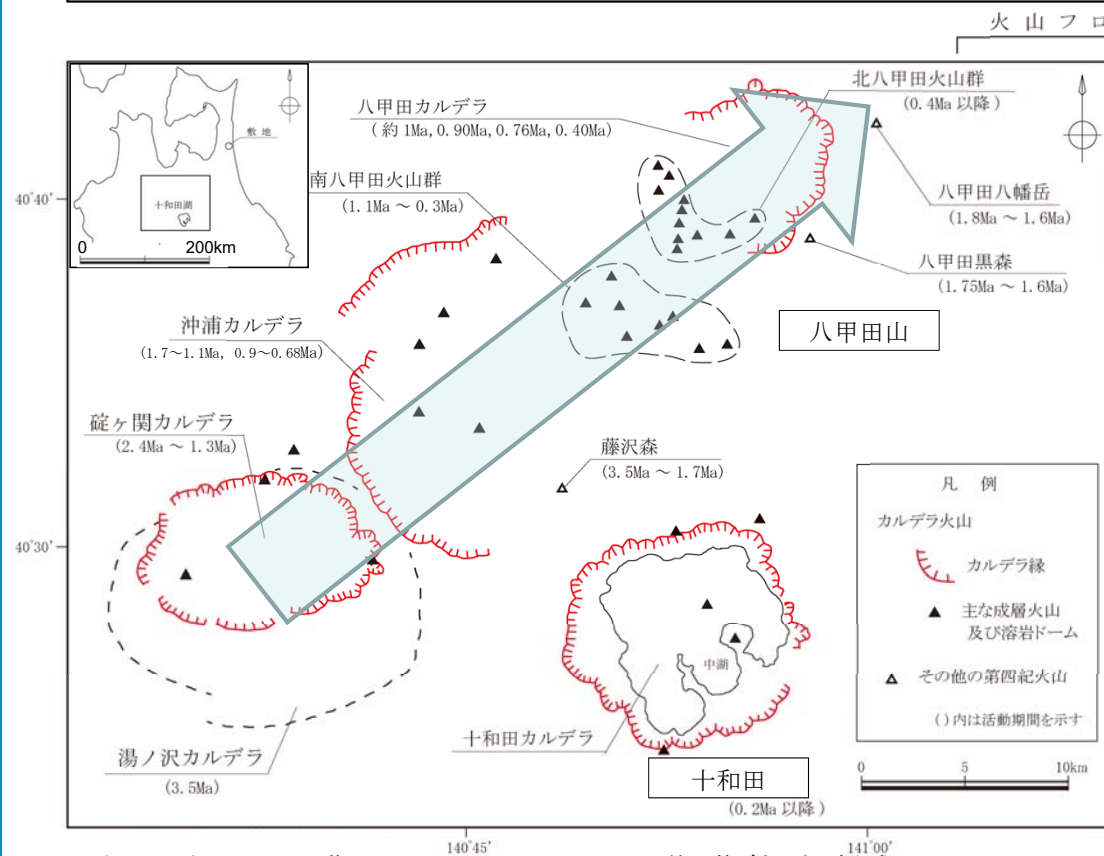 火 山 フ ロ
敷 地
十和田湖
0 200km
八甲田カルデラ
(約1Ma, 0.90Ma, 0.76Ma, 0.40Ma)
北八甲田火山群
(0.4Ma 以降)
南八甲田火山群
(1.1Ma ～ 0.3Ma)
40°40′
八甲田八幡岳
(1.8Ma ～ 1.6Ma)
八甲田黒森
(1.75Ma ～ 1.6Ma)
沖浦カルデラ
(1.7～1.1Ma, 0.9～0.68Ma)
八甲田山
碇ヶ関カルデラ
(2.4Ma ～ 1.3Ma)
藤沢森
(3.5Ma ～ 1.7Ma)
40°30′
凡 例
カルデラ火山
カルデラ縁
主な成層火山
及び溶岩ドーム
その他の第四紀火山
( )内は活動期間を示す
中湖
十和田カルデラ
湯ノ沢カルデラ
(3.5Ma)
十和田
(0.2Ma 以降)
0 5 10km
140°45′
141°00′